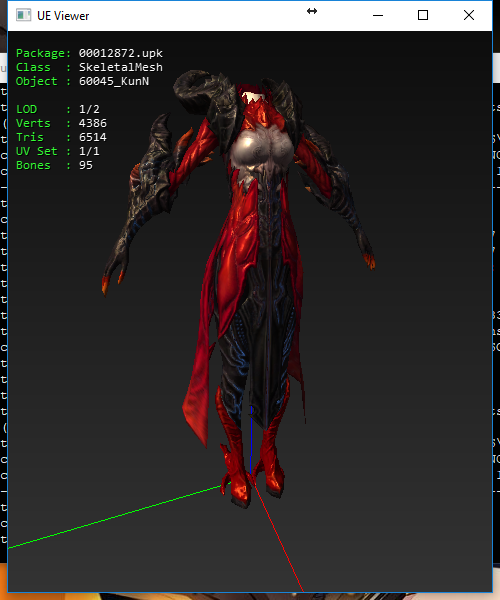 UE Viewer
Package: 00012872.upk
Class : SkeletalMesh
Object : 60045_KunN
LOD : 1/2
Verts : 4386
Tris : 6514
UV Set : 1/1
Bones : 95